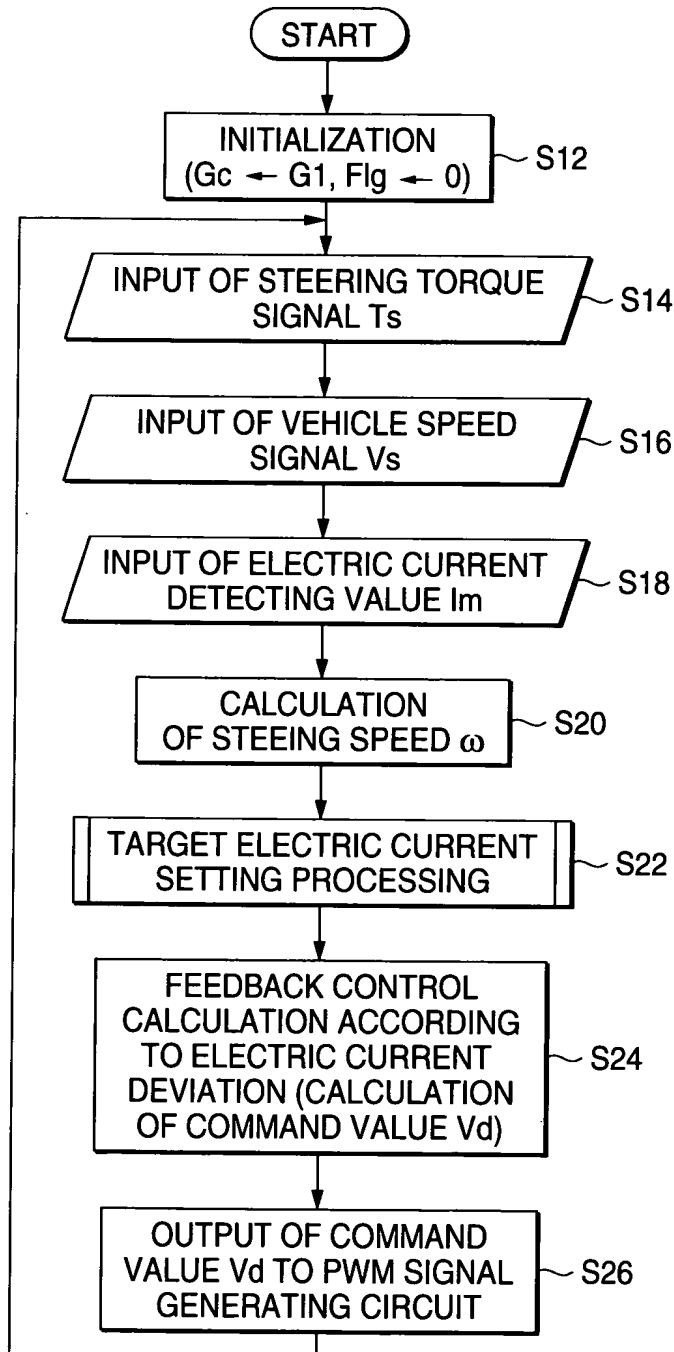 START
INITIALIZATION
(Gc ← G1, Flg ← 0)
S12
INPUT OF STEERING TORQUE
SIGNAL Ts
S14
INPUT OF VEHICLE SPEED
SIGNAL Vs
S16
INPUT OF ELECTRIC CURRENT
DETECTING VALUE Im
S18
CALCULATION
OF STEEING SPEED ω
S20
TARGET ELECTRIC CURRENT
SETTING PROCESSING
S22
FEEDBACK CONTROL
CALCULATION ACCORDING
TO ELECTRIC CURRENT
DEVIATION (CALCULATION
OF COMMAND VALUE Vd)
S24
OUTPUT OF COMMAND
VALUE Vd TO PWM SIGNAL
GENERATING CIRCUIT
S26